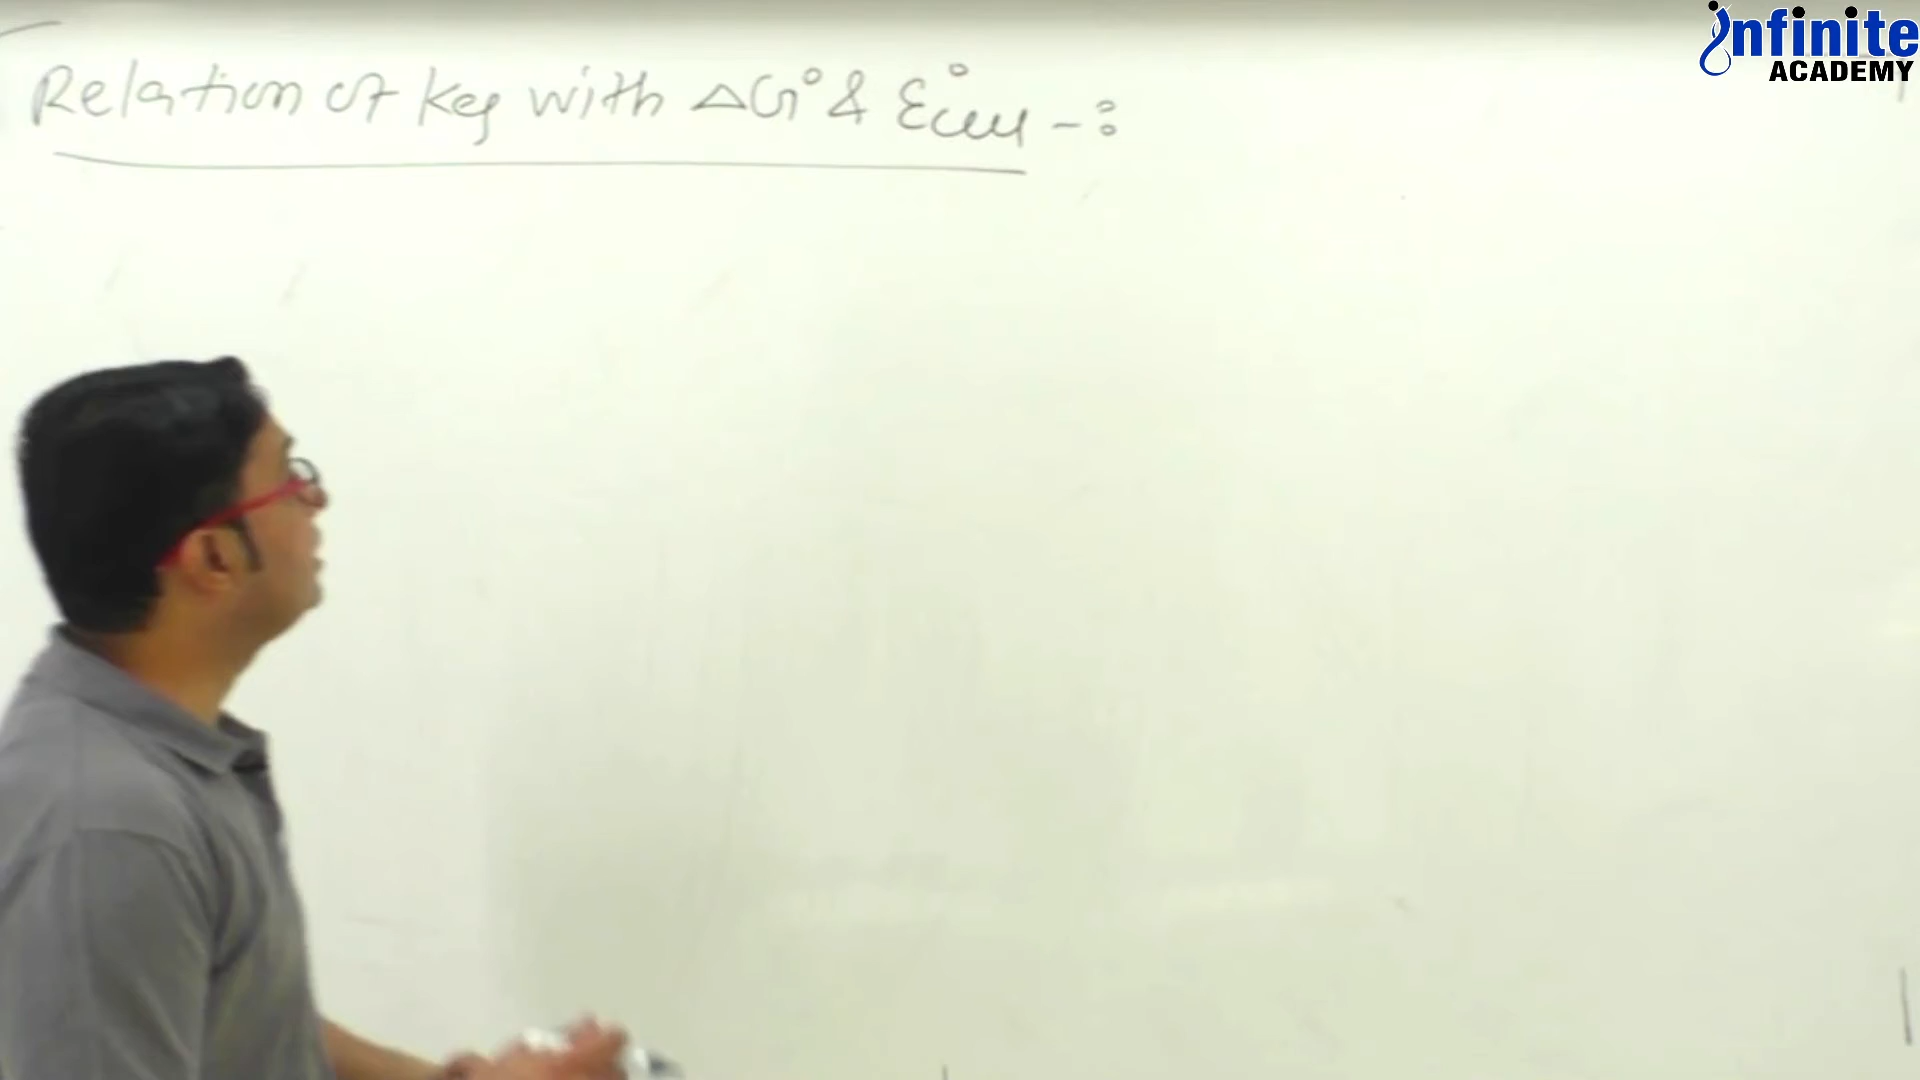 Infinite
ACADEMY
Relation of Keq with ΔG° & E°cell -: